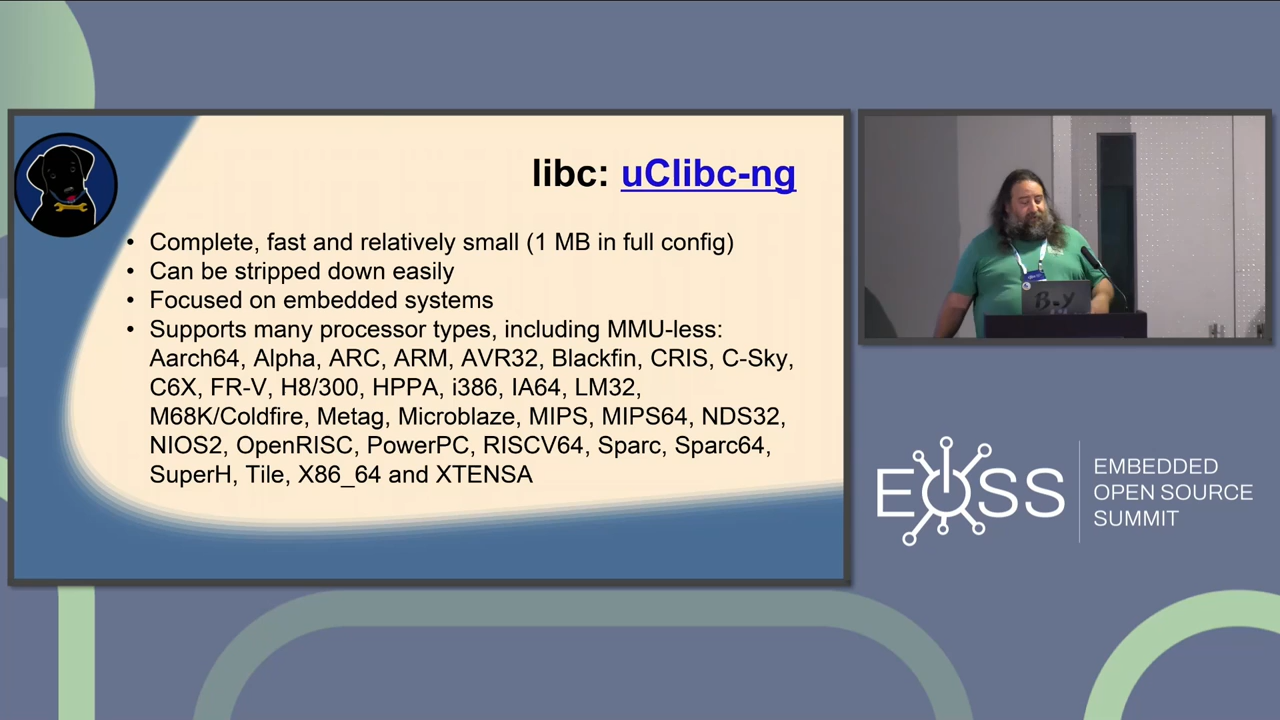 libc: uClibc-ng
• Complete, fast and relatively small (1 MB in full config)
• Can be stripped down easily
• Focused on embedded systems
• Supports many processor types, including MMU-less:
Aarch64, Alpha, ARC, ARM, AVR32, Blackfin, CRIS, C-Sky,
C6X, FR-V, H8/300, HPPA, i386, IA64, LM32,
M68K/Coldfire, Metag, Microblaze, MIPS, MIPS64, NDS32,
NIOS2, OpenRISC, PowerPC, RISCV64, Sparc, Sparc64,
SuperH, Tile, X86_64 and XTENSA
EOSS
EMBEDDED
OPEN SOURCE
SUMMIT